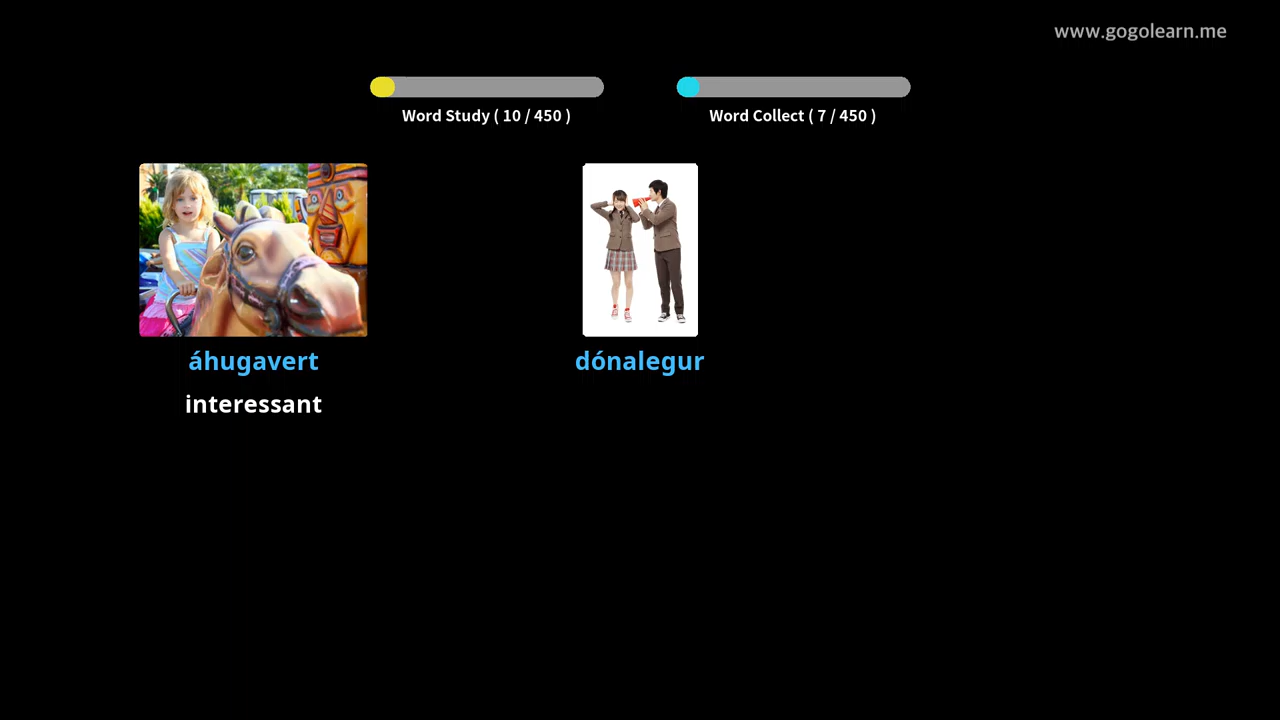 www.gogolearn.me
Word Study ( 10 / 450 )
Word Collect ( 7 / 450 )
áhugavert
dónalegur
interessant